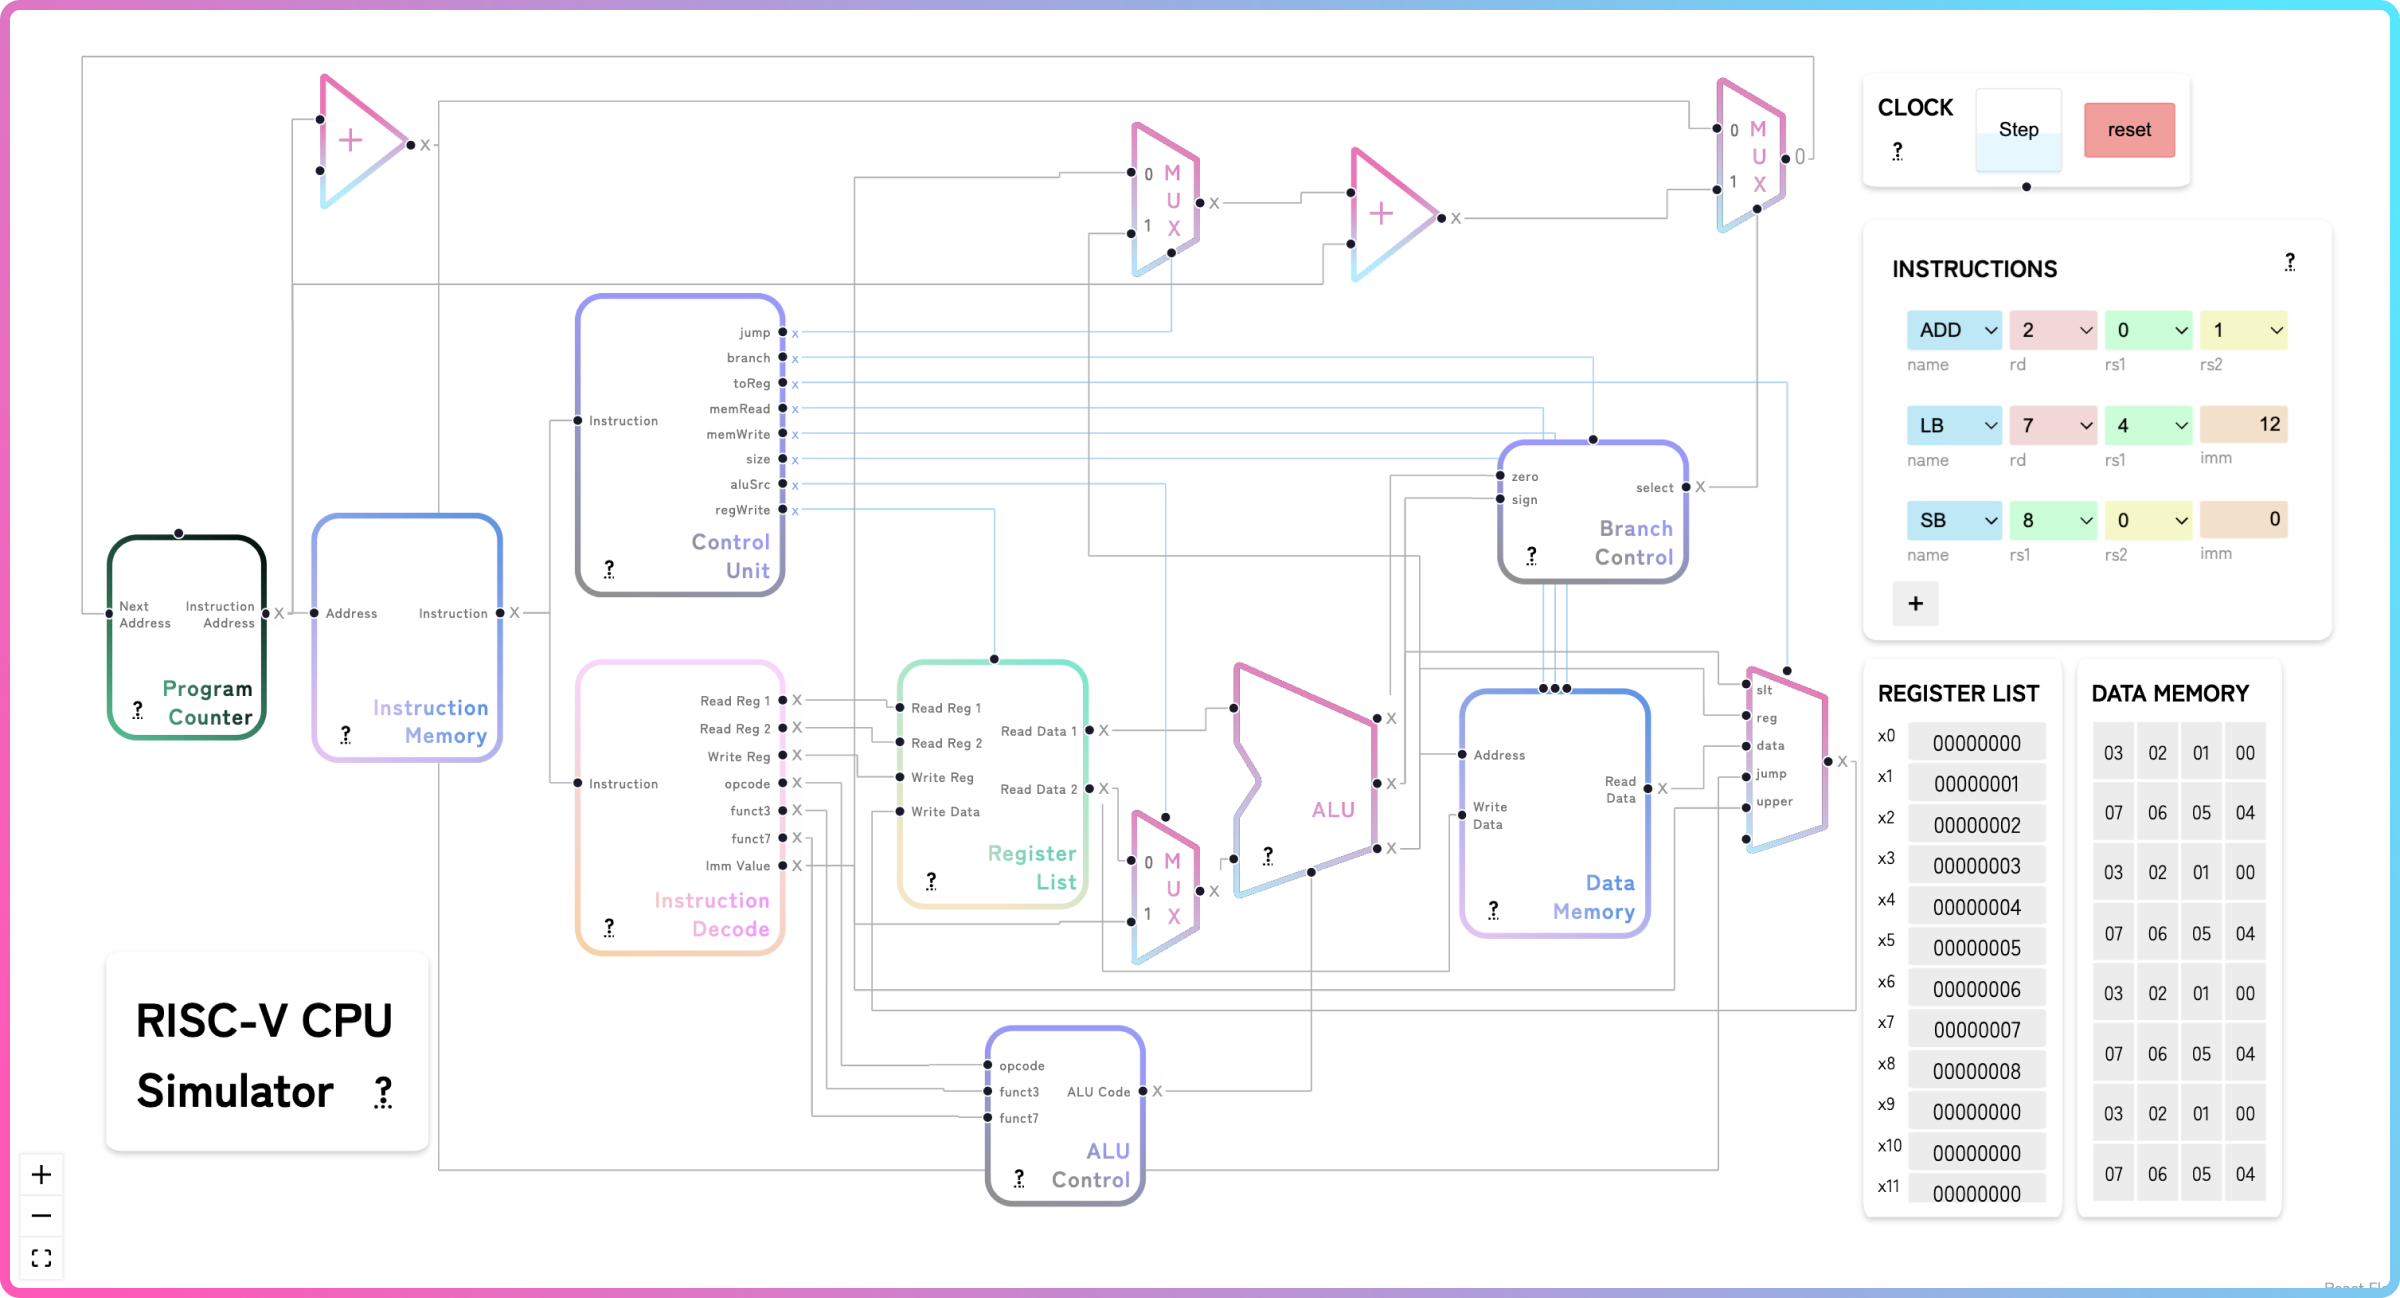 +
X
0 M
U
1 X
X
+
X
0 M
U
1 X
0
CLOCK
?
Step
reset
INSTRUCTIONS
?
ADD 2 0 1
name rd rs1 rs2
LB 7 4 12
name rd rs1 imm
SB 8 0 0
name rs1 rs2 imm
+
Instruction
jump x
branch x
toReg x
memRead x
memWrite x
size x
aluSrc x
regWrite x
Control
Unit
?
zero
sign
select X
Branch
Control
?
Next
Address
Instruction
Address
X
Program
Counter
?
Address
Instruction X
Instruction
Memory
?
Instruction
Read Reg 1 X
Read Reg 2 X
Write Reg X
opcode X
funct3 X
funct7 X
Imm Value X
Instruction
Decode
?
Read Reg 1
Read Reg 2
Write Reg
Write Data
Read Data 1 X
Read Data 2 X
Register
List
?
0 M
U
1 X
X
X
X
X
ALU
?
Address
Write
Data
Read
Data
X
Data
Memory
?
slt
reg
data
jump
upper
X
opcode
funct3
funct7
ALU Code X
ALU
Control
?
RISC-V CPU
Simulator ?
+
−
REGISTER LIST
x0 00000000
x1 00000001
x2 00000002
x3 00000003
x4 00000004
x5 00000005
x6 00000006
x7 00000007
x8 00000008
x9 00000000
x10 00000000
x11 00000000
DATA MEMORY
03 02 01 00
07 06 05 04
03 02 01 00
07 06 05 04
03 02 01 00
07 06 05 04
03 02 01 00
07 06 05 04